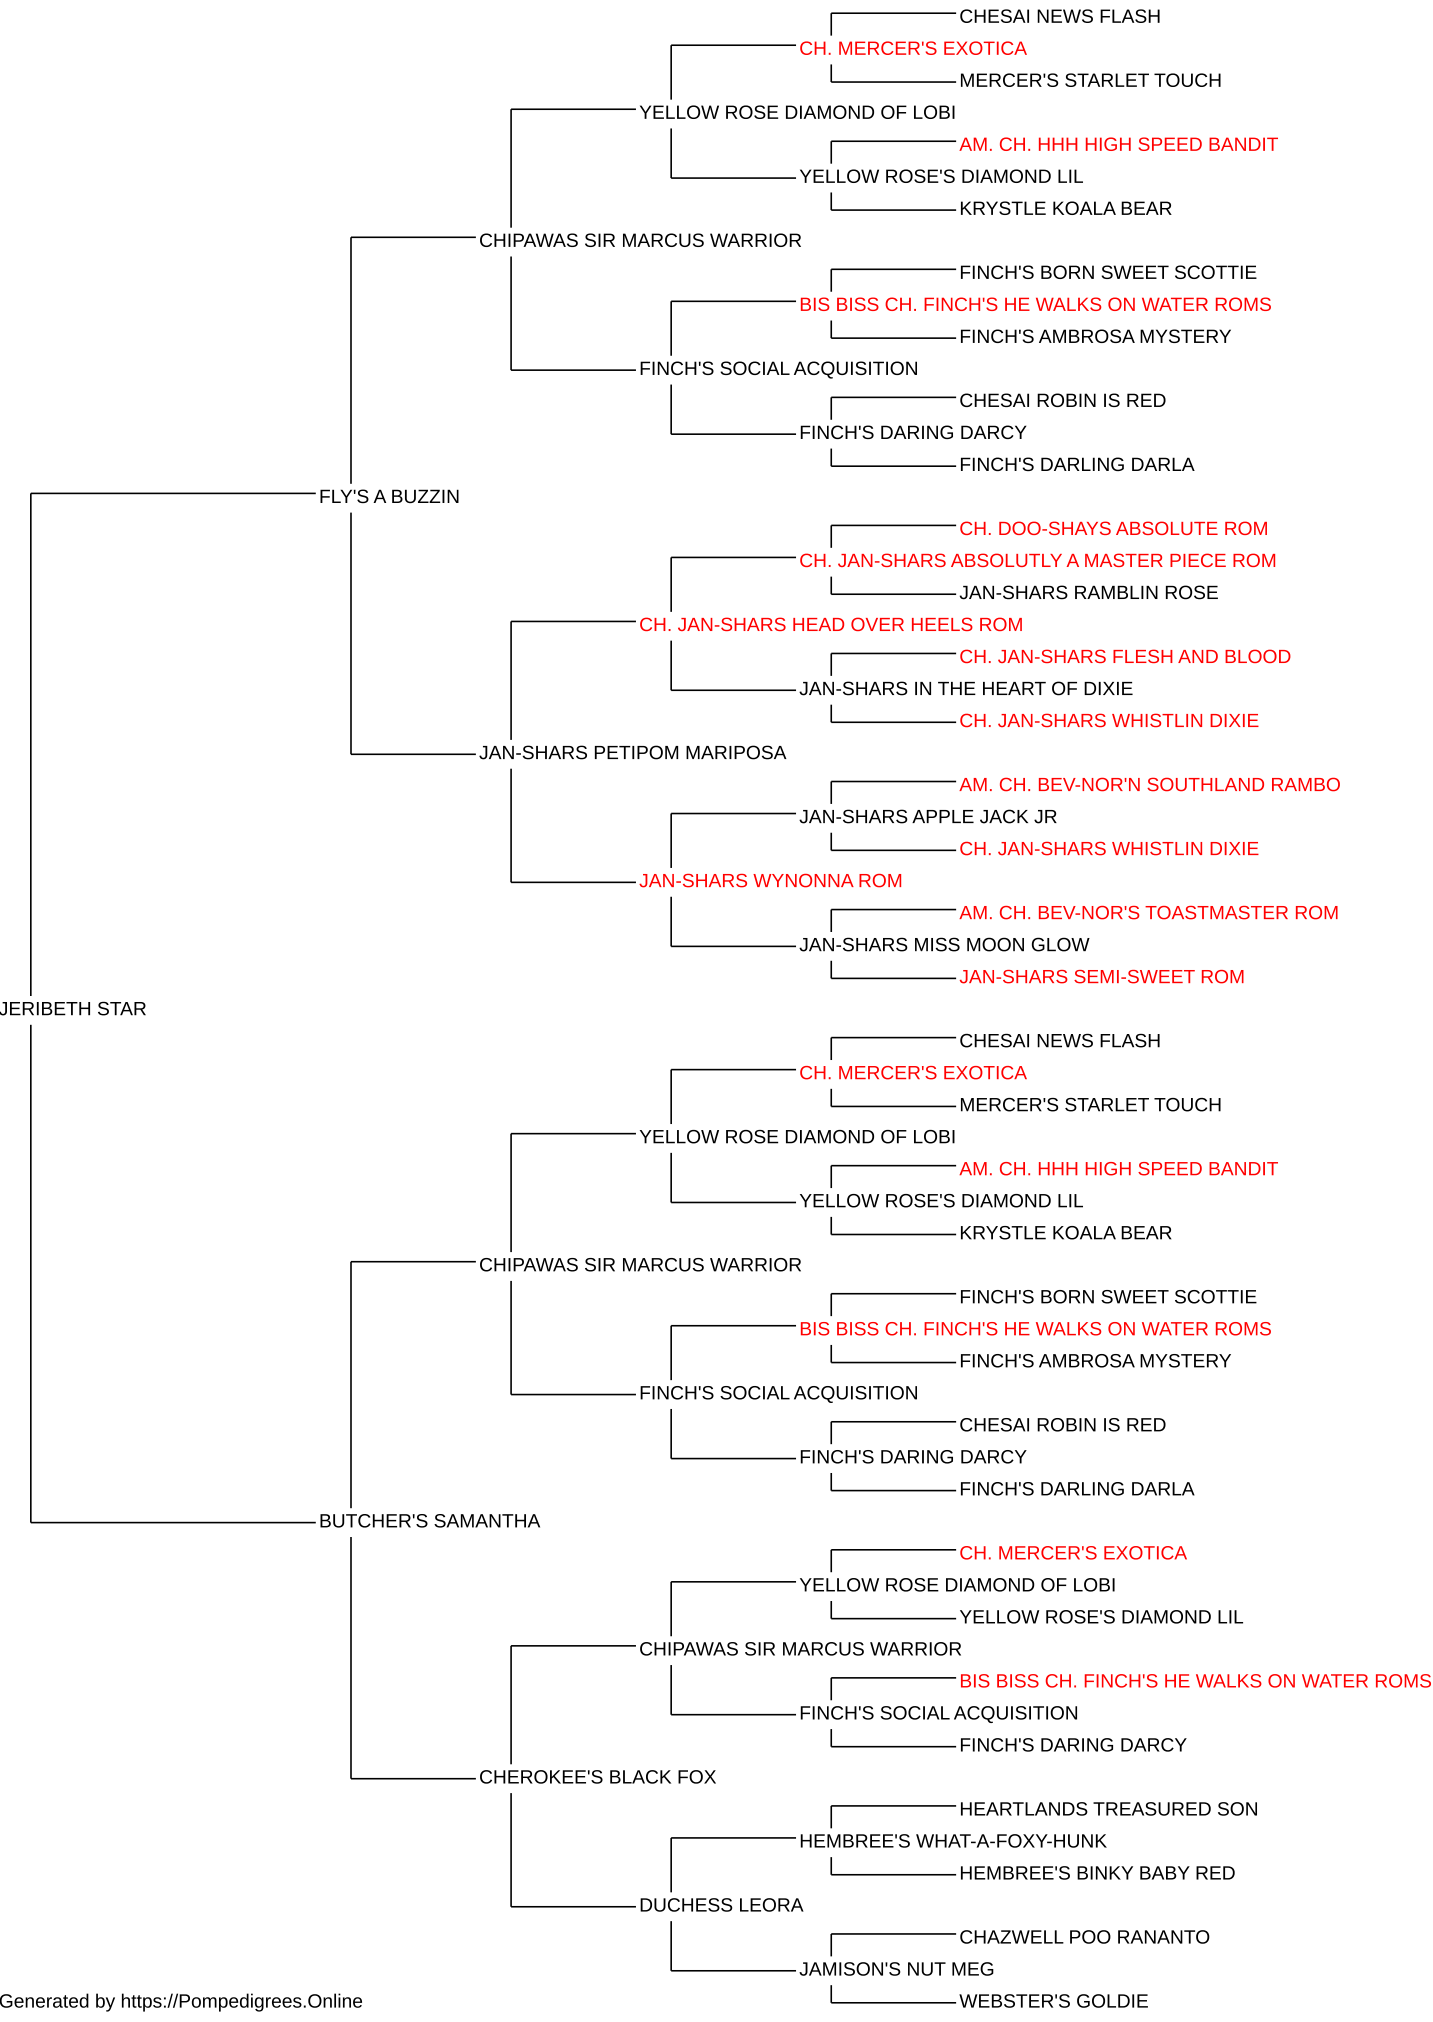 CHESAI NEWS FLASH
CH. MERCER'S EXOTICA
MERCER'S STARLET TOUCH
YELLOW ROSE DIAMOND OF LOBI
AM. CH. HHH HIGH SPEED BANDIT
YELLOW ROSE'S DIAMOND LIL
KRYSTLE KOALA BEAR
CHIPAWAS SIR MARCUS WARRIOR
FINCH'S BORN SWEET SCOTTIE
BIS BISS CH. FINCH'S HE WALKS ON WATER ROMS
FINCH'S AMBROSA MYSTERY
FINCH'S SOCIAL ACQUISITION
CHESAI ROBIN IS RED
FINCH'S DARING DARCY
FINCH'S DARLING DARLA
FLY'S A BUZZIN
CH. DOO-SHAYS ABSOLUTE ROM
CH. JAN-SHARS ABSOLUTLY A MASTER PIECE ROM
JAN-SHARS RAMBLIN ROSE
CH. JAN-SHARS HEAD OVER HEELS ROM
CH. JAN-SHARS FLESH AND BLOOD
JAN-SHARS IN THE HEART OF DIXIE
CH. JAN-SHARS WHISTLIN DIXIE
JAN-SHARS PETIPOM MARIPOSA
AM. CH. BEV-NOR'N SOUTHLAND RAMBO
JAN-SHARS APPLE JACK JR
CH. JAN-SHARS WHISTLIN DIXIE
JAN-SHARS WYNONNA ROM
AM. CH. BEV-NOR'S TOASTMASTER ROM
JAN-SHARS MISS MOON GLOW
JAN-SHARS SEMI-SWEET ROM
JERIBETH STAR
CHESAI NEWS FLASH
CH. MERCER'S EXOTICA
MERCER'S STARLET TOUCH
YELLOW ROSE DIAMOND OF LOBI
AM. CH. HHH HIGH SPEED BANDIT
YELLOW ROSE'S DIAMOND LIL
KRYSTLE KOALA BEAR
CHIPAWAS SIR MARCUS WARRIOR
FINCH'S BORN SWEET SCOTTIE
BIS BISS CH. FINCH'S HE WALKS ON WATER ROMS
FINCH'S AMBROSA MYSTERY
FINCH'S SOCIAL ACQUISITION
CHESAI ROBIN IS RED
FINCH'S DARING DARCY
FINCH'S DARLING DARLA
BUTCHER'S SAMANTHA
CH. MERCER'S EXOTICA
YELLOW ROSE DIAMOND OF LOBI
YELLOW ROSE'S DIAMOND LIL
CHIPAWAS SIR MARCUS WARRIOR
BIS BISS CH. FINCH'S HE WALKS ON WATER ROMS
FINCH'S SOCIAL ACQUISITION
FINCH'S DARING DARCY
CHEROKEE'S BLACK FOX
HEARTLANDS TREASURED SON
HEMBREE'S WHAT-A-FOXY-HUNK
HEMBREE'S BINKY BABY RED
DUCHESS LEORA
CHAZWELL POO RANANTO
JAMISON'S NUT MEG
WEBSTER'S GOLDIE
Generated by https://Pompedigrees.Online